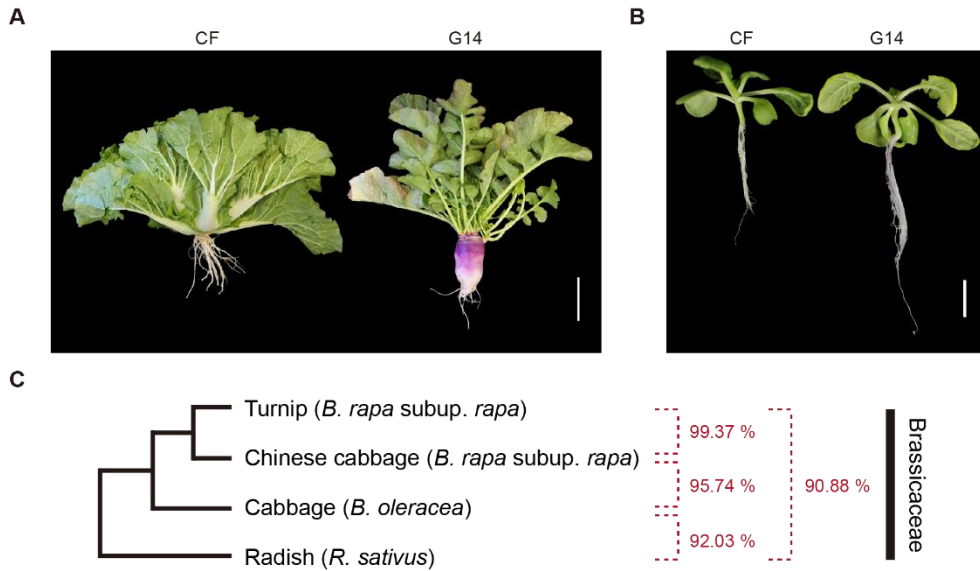 A
CF
G14
B
CF
G14
C
Turnip (B. rapa subup. rapa)
Chinese cabbage (B. rapa subup. rapa)
Cabbage (B. oleracea)
Radish (R. sativus)
99.37 %
95.74 %
92.03 %
90.88 %
Brassicaceae